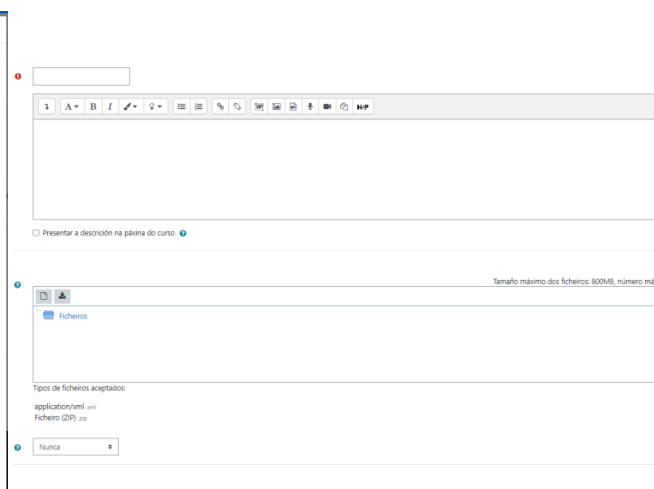 A B I H-P
Presentar a descrición na páxina do curso
Tamaño máximo dos ficheiros: 800MB, número má
Ficheiros
Tipos de ficheiros aceptados:
application/xml .xml
Ficheiro (ZIP) .zip
Nunca